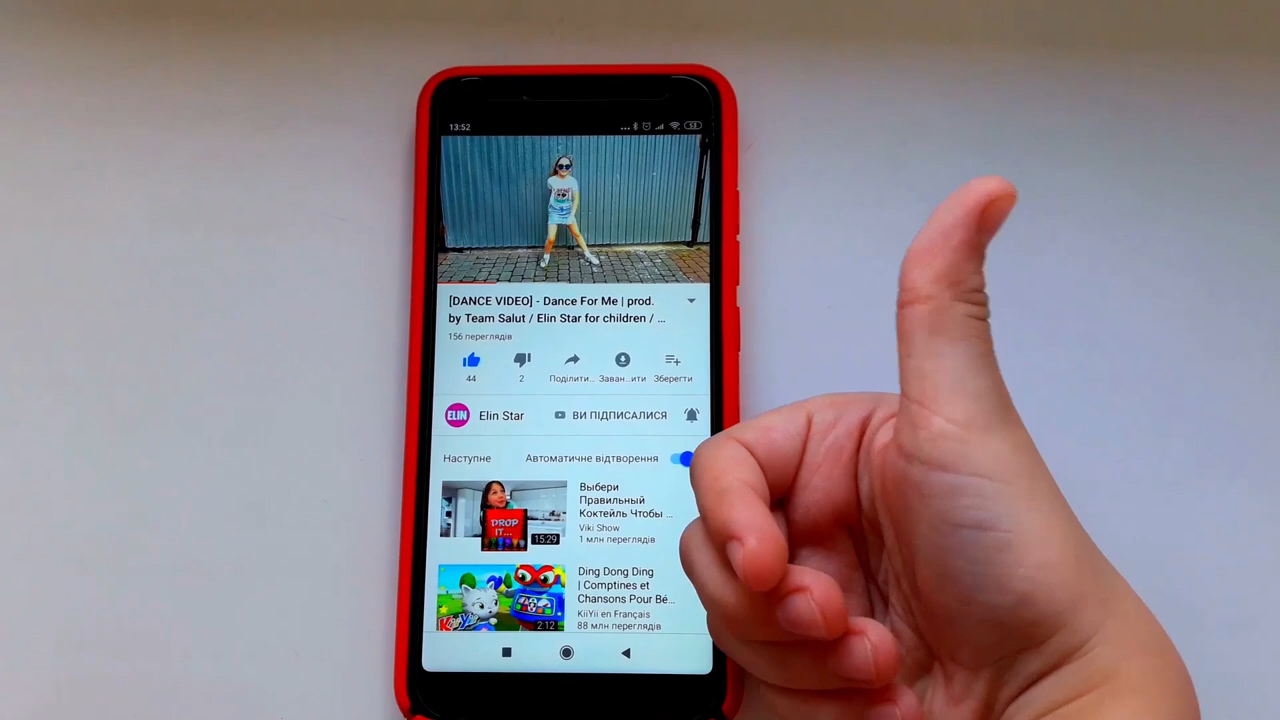 13:52
53
[DANCE VIDEO] - Dance For Me | prod.
by Team Salut / Elin Star for children / ...
156 переглядів
44
2
Поділити...
Заван...ити
Зберегти
ELIN
Elin Star
ВИ ПІДПИСАЛИСЯ
Наступне
Автоматичне відтворення
DROP
IT...
15:29
Выбери
Правильный
Коктейль Чтобы ...
Viki Show
1 млн переглядів
2:12
Ding Dong Ding
| Comptines et
Chansons Pour Bé...
KiiYii en Français
88 млн переглядів